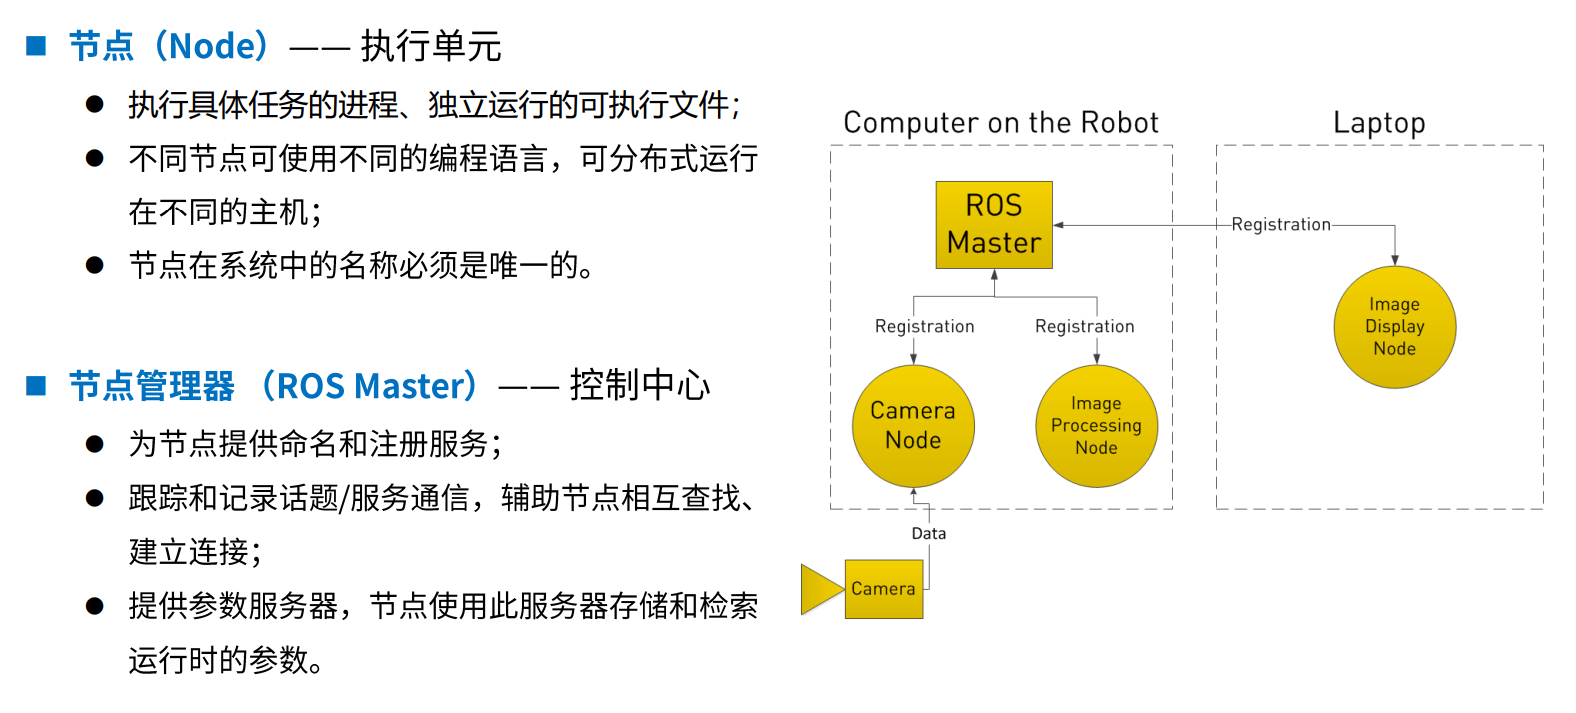 节点（Node）—— 执行单元
执行具体任务的进程、独立运行的可执行文件；
不同节点可使用不同的编程语言，可分布式运行
在不同的主机；
节点在系统中的名称必须是唯一的。
节点管理器 （ROS Master）—— 控制中心
为节点提供命名和注册服务；
跟踪和记录话题/服务通信，辅助节点相互查找、
建立连接；
提供参数服务器，节点使用此服务器存储和检索
运行时的参数。
Computer on the Robot
Laptop
ROS
Master
Registration
Image
Display
Node
Registration
Registration
Camera
Node
Image
Processing
Node
Data
Camera